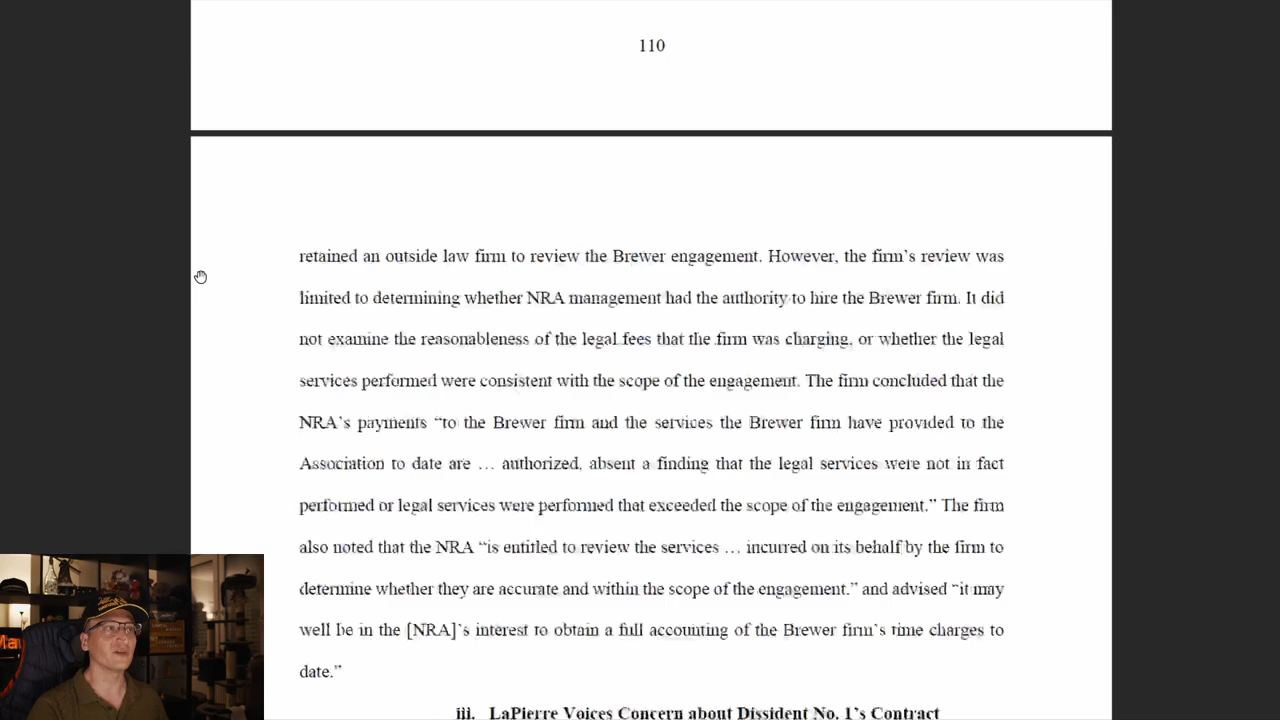 110
retained an outside law firm to review the Brewer engagement. However, the firm's review was
limited to determining whether NRA management had the authority to hire the Brewer firm. It did
not examine the reasonableness of the legal fees that the firm was charging, or whether the legal
services performed were consistent with the scope of the engagement. The firm concluded that the
NRA's payments “to the Brewer firm and the services the Brewer firm have provided to the
Association to date are … authorized, absent a finding that the legal services were not in fact
performed or legal services were performed that exceeded the scope of the engagement.” The firm
also noted that the NRA “is entitled to review the services … incurred on its behalf by the firm to
determine whether they are accurate and within the scope of the engagement.” and advised “it may
well be in the [NRA]'s interest to obtain a full accounting of the Brewer firm's time charges to
date.”
iii. LaPierre Voices Concern about Dissident No. 1's Contract